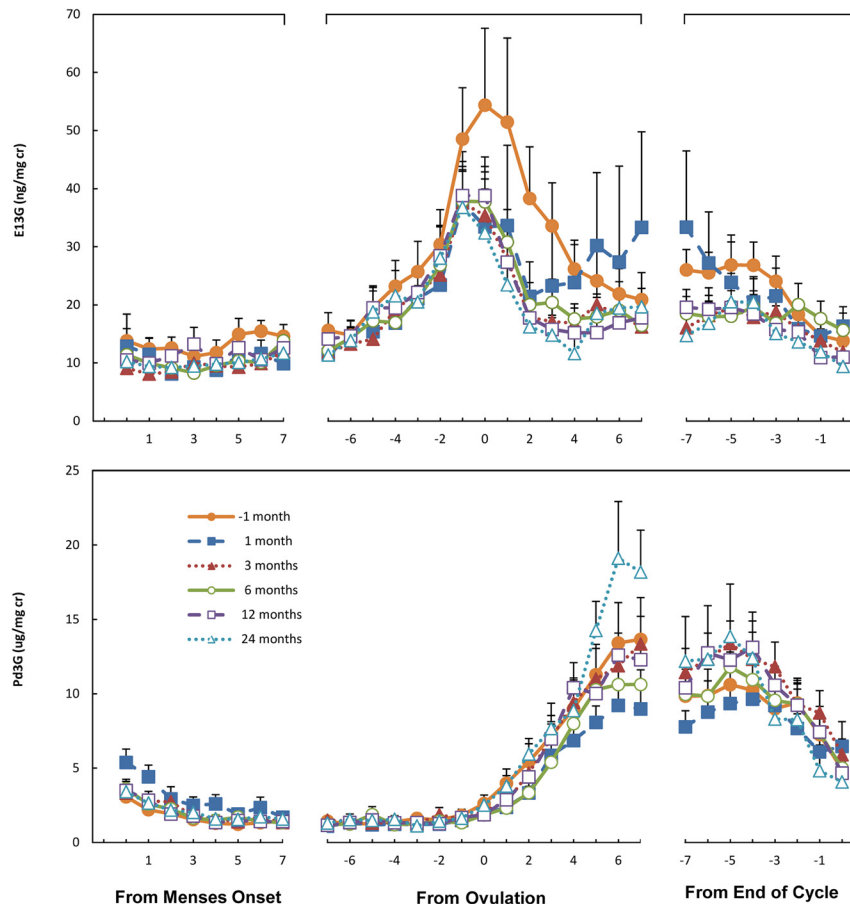 70
60
50
40
30
20
10
0
E13G (ng/mg cr)
1 3 5 7 -6 -4 -2 0 2 4 6 -7 -5 -3 -1
25
20
15
10
5
0
Pd3G (ug/mg cr)
-1 month
1 month
3 months
6 months
12 months
24 months
1 3 5 7 -6 -4 -2 0 2 4 6 -7 -5 -3 -1
From Menses Onset From Ovulation From End of Cycle